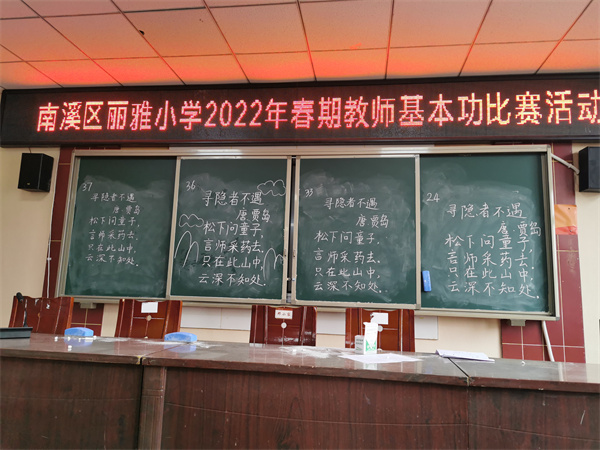 南溪区丽雅小学2022年春期教师基本功比赛活动
37
寻隐者不遇
唐 贾岛
松下问童子,
言师采药去,
只在此山中,
云深不知处.
36
寻隐者不遇
唐 贾岛
松下问童子,
言师采药去,
只在此山中,
云深不知处.
35
寻隐者不遇
唐 贾岛
松下问童子,
言师采药去,
只在此山中,
云深不知处.
24
寻隐者不遇
唐 贾岛
松下问童子,
言师采药去,
只在此山中,
云深不知处.